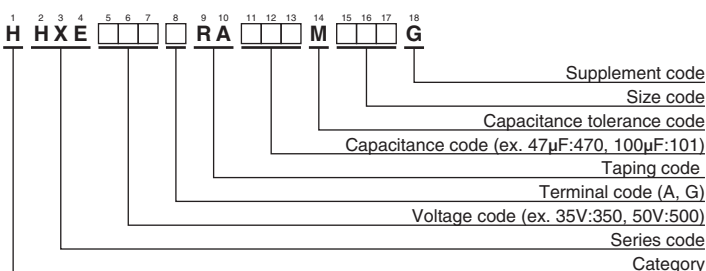 1 2 3 4 5 6 7 8 9 10 11 12 13 14 15 16 17 18
H HXE □□□ □ RA □□□ M □□□ G
Supplement code
Size code
Capacitance tolerance code
Capacitance code (ex. 47µF:470, 100µF:101)
Taping code
Terminal code (A, G)
Voltage code (ex. 35V:350, 50V:500)
Series code
Category